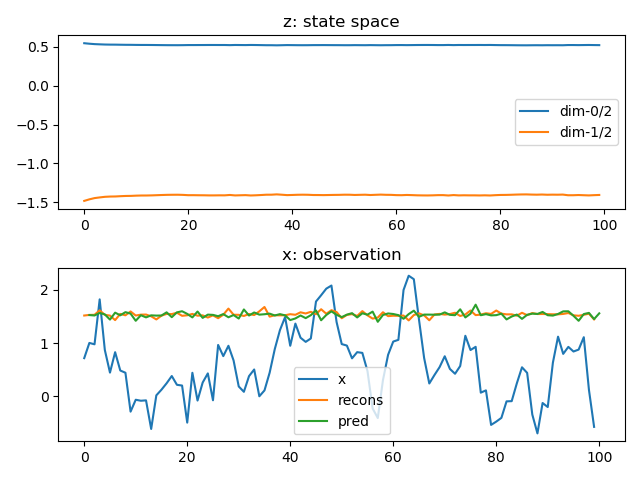 z: state space
0.5
0.0
−0.5
−1.0
−1.5
dim-0/2
dim-1/2
0 20 40 60 80 100
x: observation
2
1
0
x
recons
pred
0 20 40 60 80 100